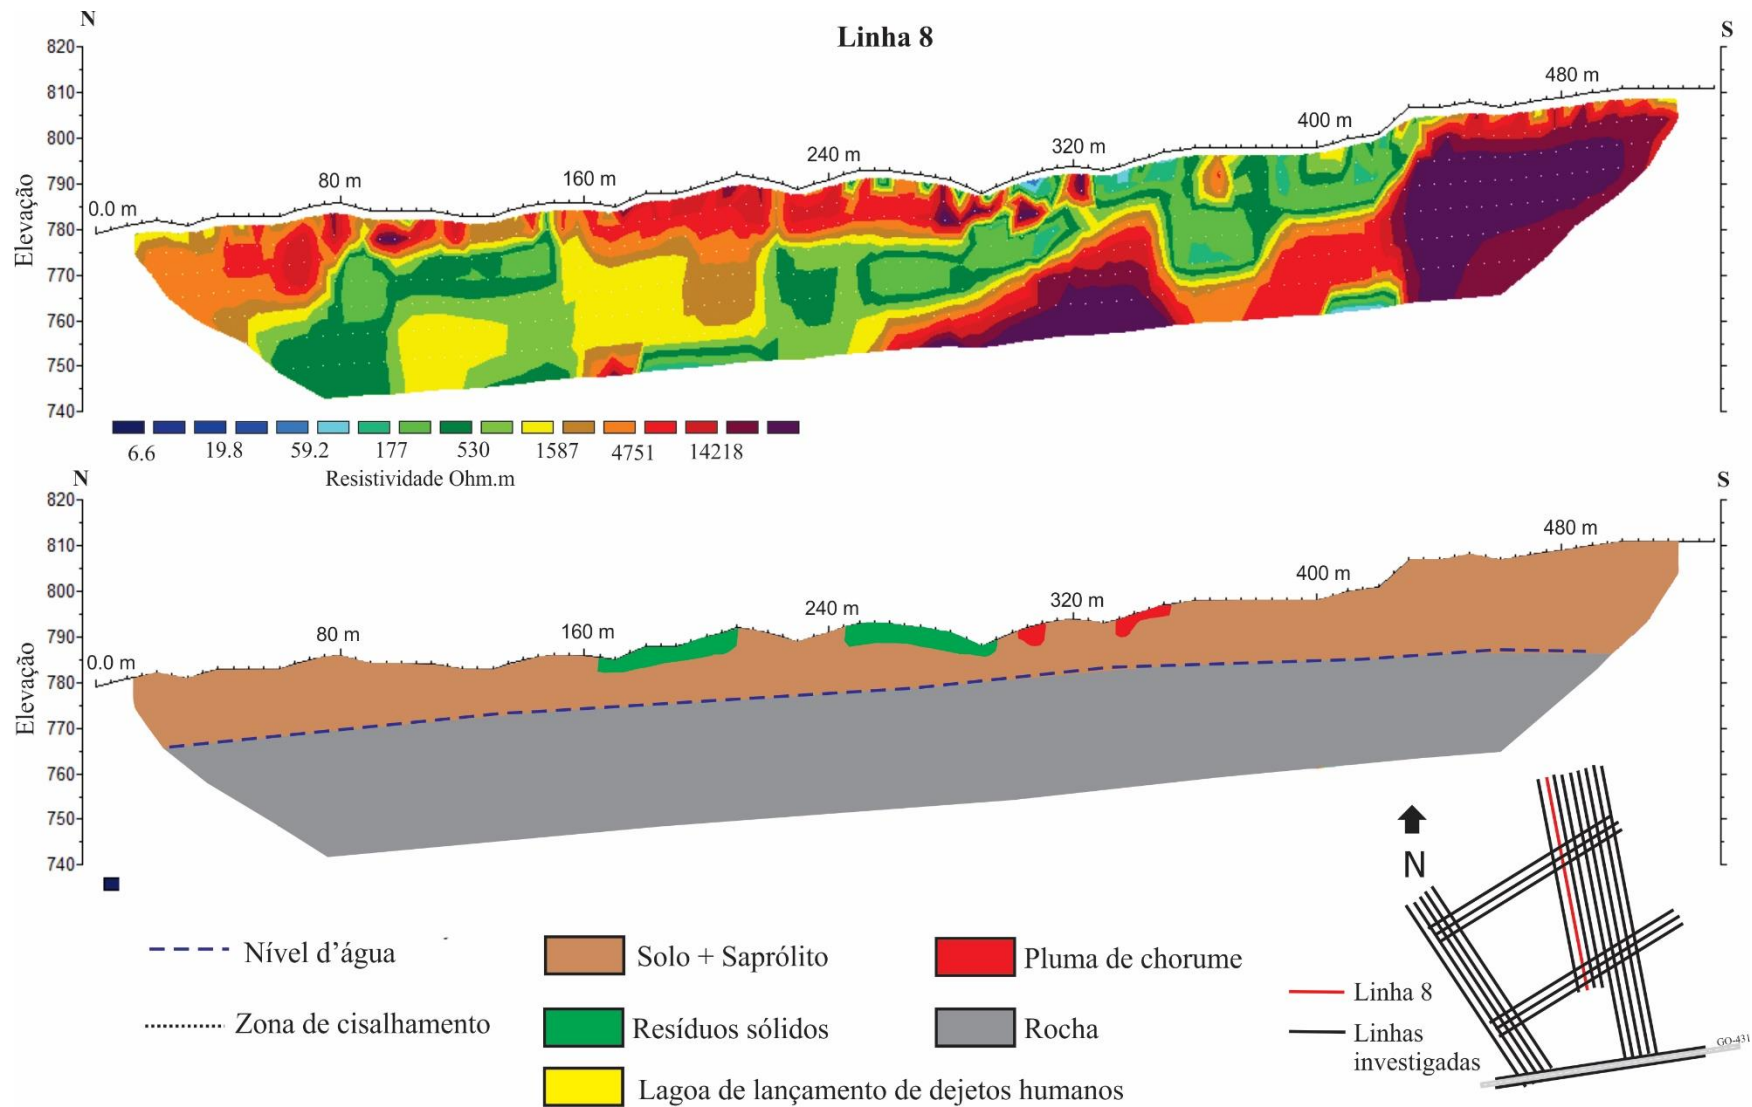 N
Linha 8
S
820
810
800
790
780
770
760
750
740
Elevação
0.0 m
80 m
160 m
240 m
320 m
400 m
480 m
6.6
19.8
59.2
177
530
1587
4751
14218
Resistividade Ohm.m
N
S
820
810
800
790
780
770
760
750
740
Elevação
0.0 m
80 m
160 m
240 m
320 m
400 m
480 m
Nível d’água
Zona de cisalhamento
Solo + Saprólito
Resíduos sólidos
Lagoa de lançamento de dejetos humanos
Pluma de chorume
Rocha
N
Linha 8
Linhas
investigadas
GO-431